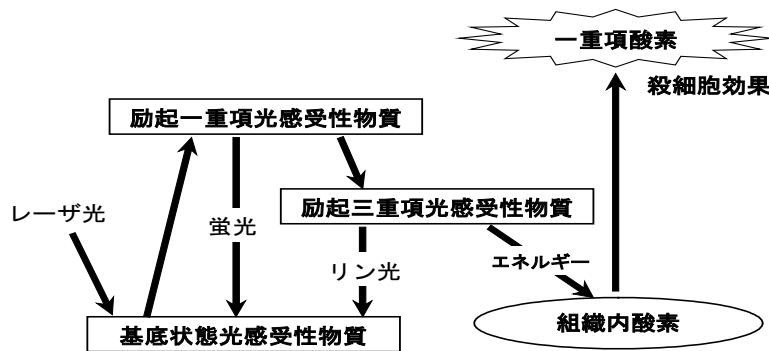 一重項酸素
殺細胞効果
励起一重項光感受性物質
励起三重項光感受性物質
レーザ光
蛍光
リン光
エネルギー
基底状態光感受性物質
組織内酸素